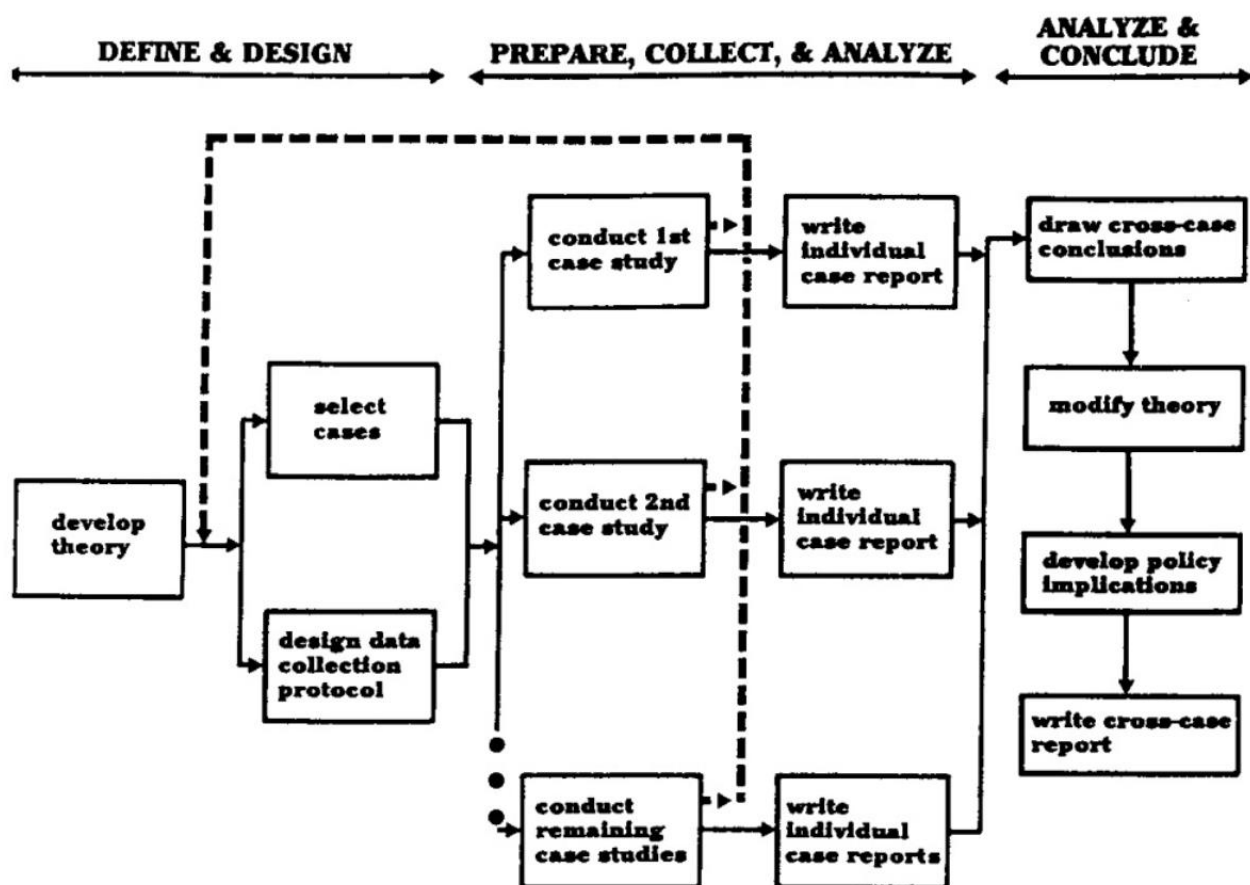 DEFINE & DESIGN
PREPARE, COLLECT, & ANALYZE
ANALYZE &
CONCLUDE
develop
theory
select
cases
design data
collection
protocol
conduct 1st
case study
write
individual
case report
conduct 2nd
case study
write
individual
case report
conduct
remaining
case studies
write
individual
case reports
draw cross-case
conclusions
modify theory
develop policy
implications
write cross-case
report